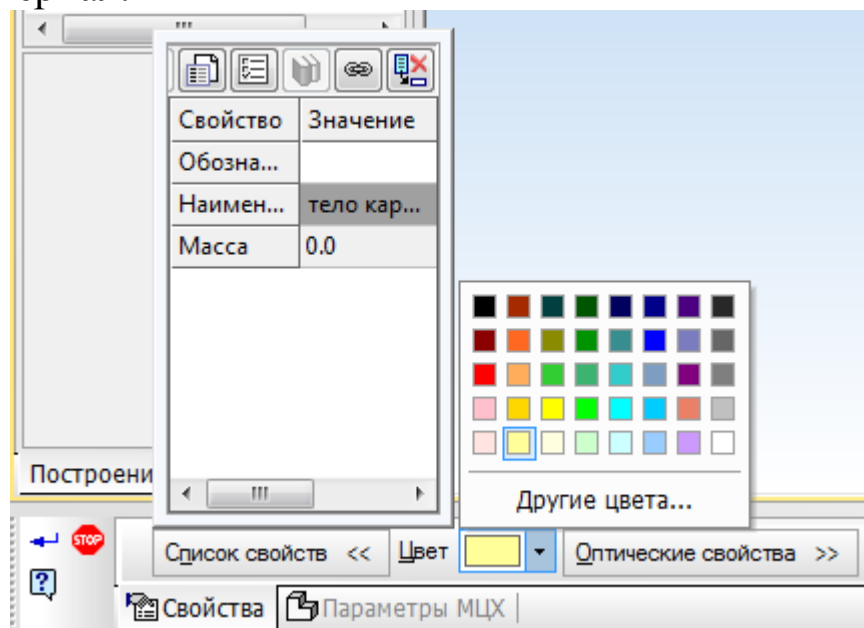 Свойство Значение
Обозна...
Наимен... тело кар...
Масса 0.0
Другие цвета...
Построени
STOP
Список свойств << Цвет Оптические свойства >>
Свойства Параметры МЦХ